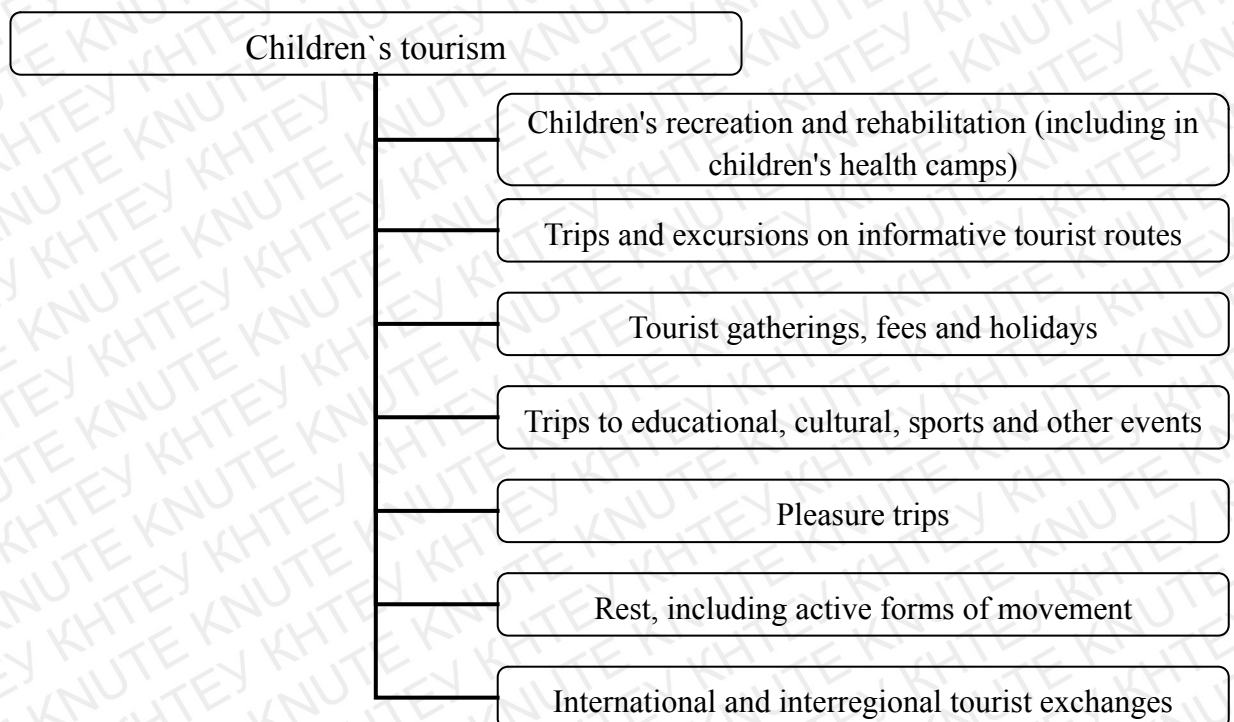 Children`s tourism
Children's recreation and rehabilitation (including in
children's health camps)
Trips and excursions on informative tourist routes
Tourist gatherings, fees and holidays
Trips to educational, cultural, sports and other events
Pleasure trips
Rest, including active forms of movement
International and interregional tourist exchanges